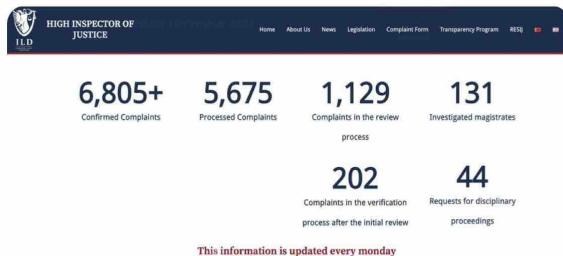 HIGH INSPECTOR OF
JUSTICE
ILD
Home About Us News Legislation Complaint Form Transparency Program RESIJ
6,805+ 5,675 1,129 131
Confirmed Complaints Processed Complaints Complaints in the review Investigated magistrates
process
202 44
Complaints in the verification Requests for disciplinary
process after the initial review proceedings
This information is updated every monday